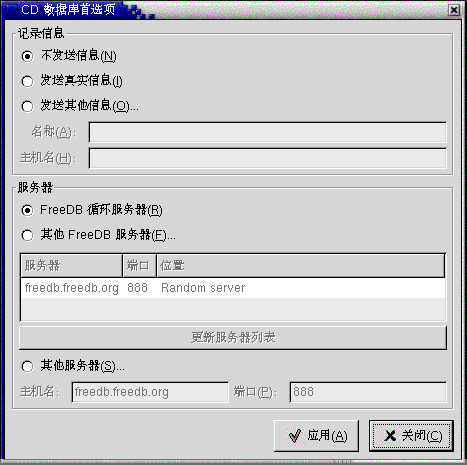 CD 数据库首选项
记录信息
不发送信息(N)
发送真实信息(I)
发送其他信息(O)...
名称(A):
主机名(H):
服务器
FreeDB 循环服务器(R)
其他 FreeDB 服务器(F)...
服务器 端口 位置
freedb.freedb.org 888 Random server
更新服务器列表
其他服务器(S)...
主机名: freedb.freedb.org 端口(P): 888
应用(A) 关闭(C)